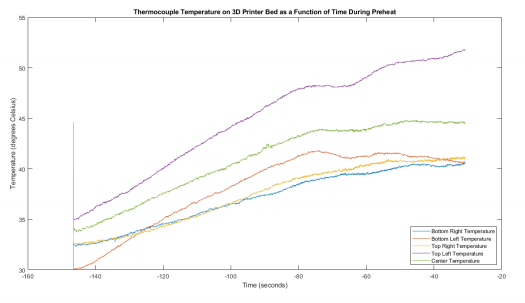 Thermocouple Temperature on 3D Printer Bed as a Function of Time During Preheat
55
50
45
40
35
30
Temperature (degrees Celsius)
-160
-140
-120
-100
-80
-60
-40
-20
Time (seconds)
Bottom Right Temperature
Bottom Left Temperature
Top Right Temperature
Top Left Temperature
Center Temperature